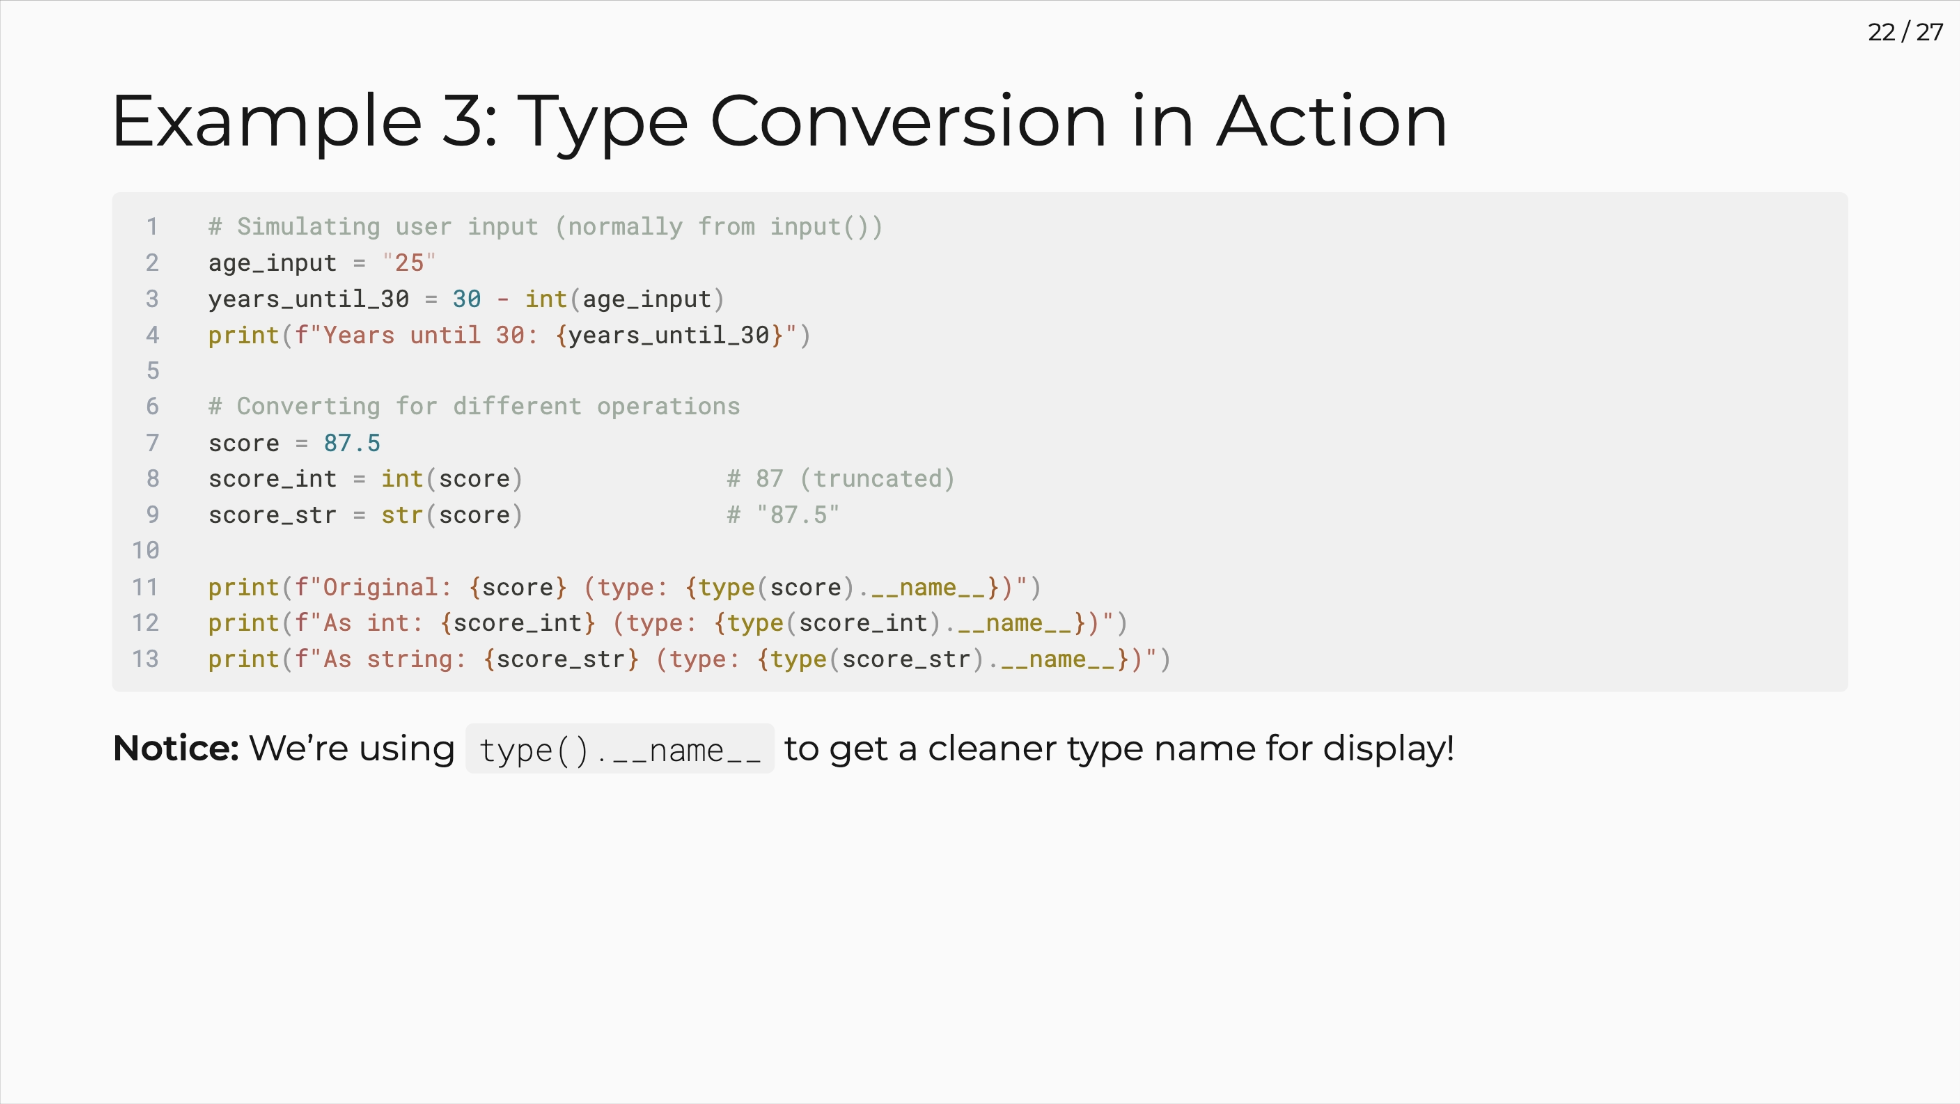 22 / 27
Example 3: Type Conversion in Action
1 # Simulating user input (normally from input())
2 age_input = "25"
3 years_until_30 = 30 - int(age_input)
4 print(f"Years until 30: {years_until_30}")
5
6 # Converting for different operations
7 score = 87.5
8 score_int = int(score)              # 87 (truncated)
9 score_str = str(score)              # "87.5"
10
11 print(f"Original: {score} (type: {type(score).__name__})")
12 print(f"As int: {score_int} (type: {type(score_int).__name__})")
13 print(f"As string: {score_str} (type: {type(score_str).__name__})")
Notice: We’re using type().__name__ to get a cleaner type name for display!